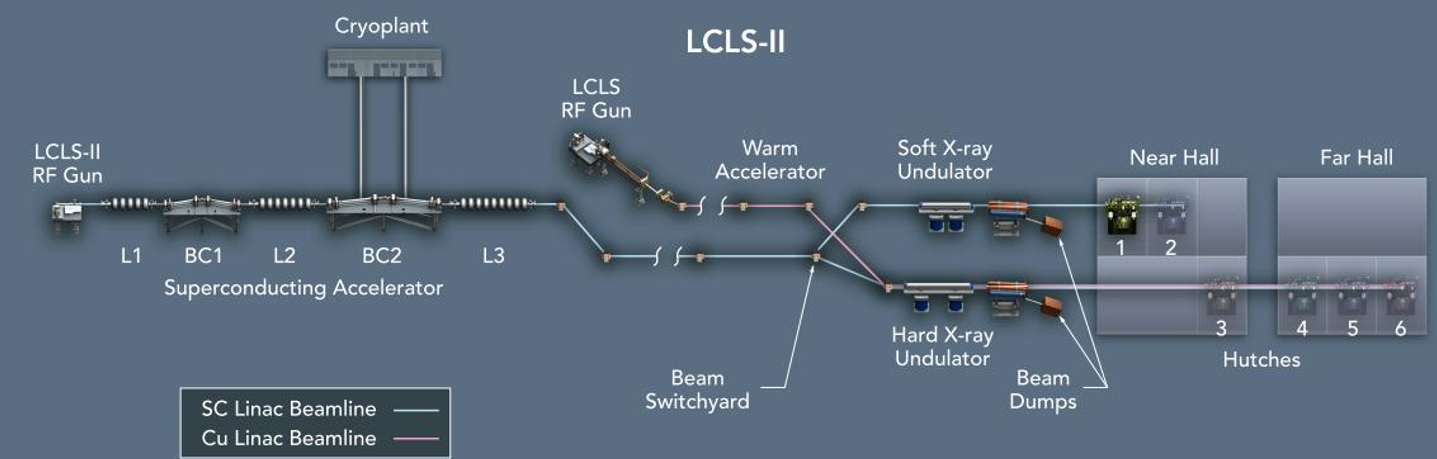 Cryoplant
LCLS-II
LCLS
RF Gun
LCLS-II
RF Gun
Warm
Accelerator
Soft X-ray
Undulator
Near Hall
Far Hall
L1
BC1
L2
BC2
L3
Superconducting Accelerator
1
2
3
4
5
6
Hutches
Hard X-ray
Undulator
Beam
Switchyard
Beam
Dumps
SC Linac Beamline
Cu Linac Beamline